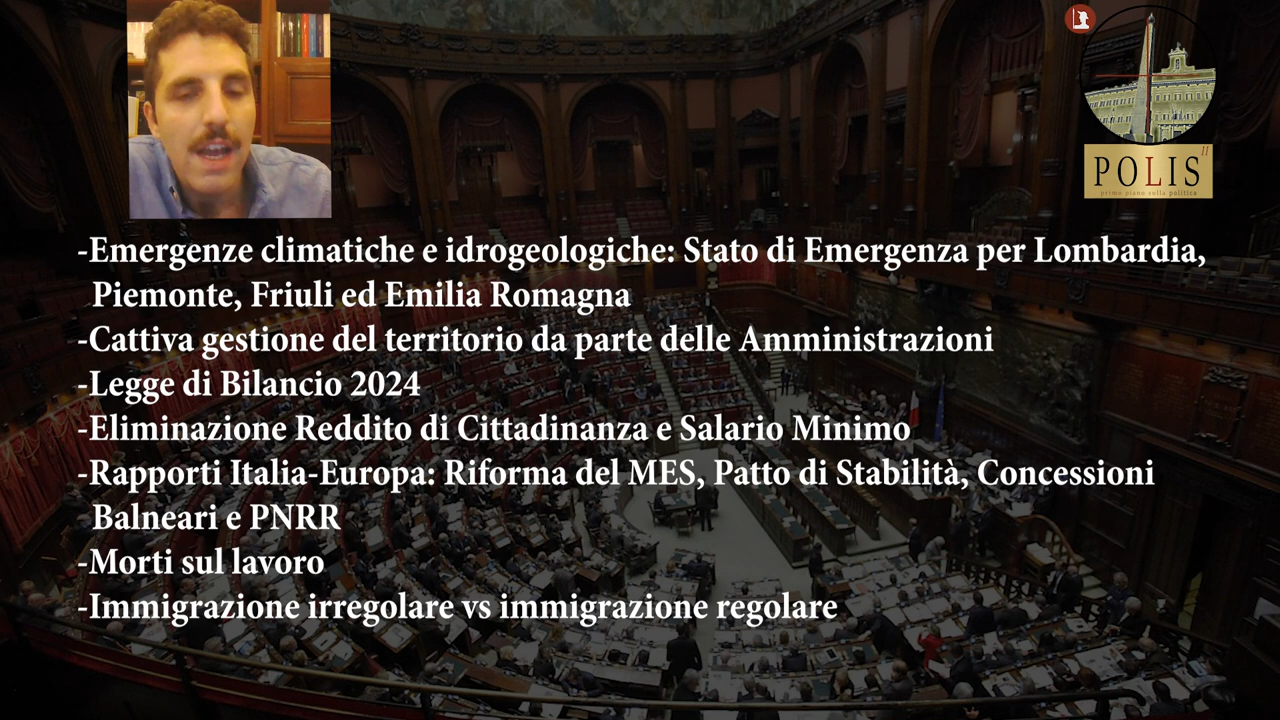 POLIS II
primo piano sulla politica
-Emergenze climatiche e idrogeologiche: Stato di Emergenza per Lombardia,
Piemonte, Friuli ed Emilia Romagna
-Cattiva gestione del territorio da parte delle Amministrazioni
-Legge di Bilancio 2024
-Eliminazione Reddito di Cittadinanza e Salario Minimo
-Rapporti Italia-Europa: Riforma del MES, Patto di Stabilità, Concessioni
Balneari e PNRR
-Morti sul lavoro
-Immigrazione irregolare vs immigrazione regolare